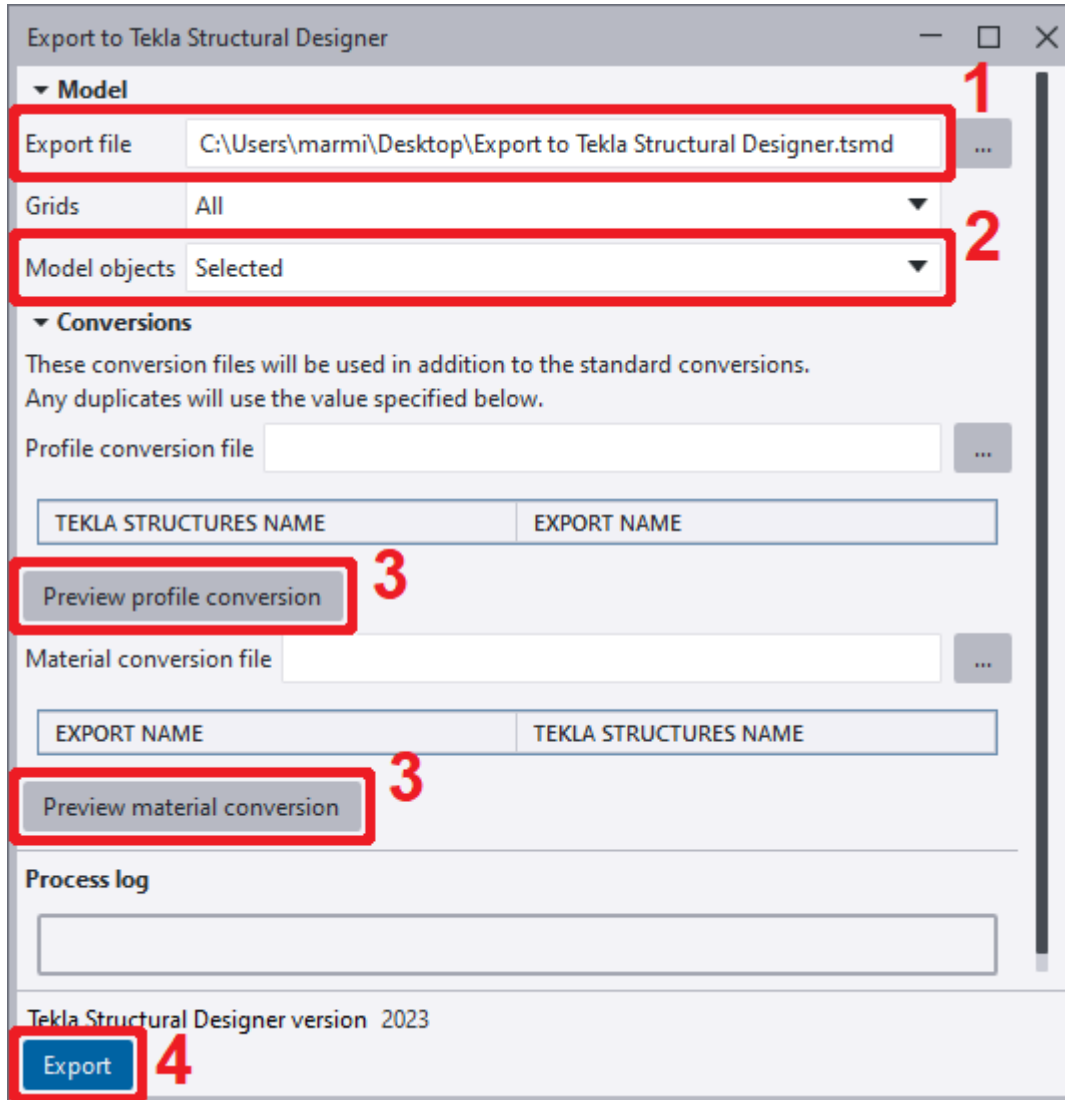 Export to Tekla Structural Designer
Model
1
Export file C:\Users\marmi\Desktop\Export to Tekla Structural Designer.tsmd ...
Grids All
2
Model objects Selected
Conversions
These conversion files will be used in addition to the standard conversions.
Any duplicates will use the value specified below.
Profile conversion file ...
TEKLA STRUCTURES NAME EXPORT NAME
Preview profile conversion 3
Material conversion file ...
EXPORT NAME TEKLA STRUCTURES NAME
Preview material conversion 3
Process log
Tekla Structural Designer version 2023
Export 4